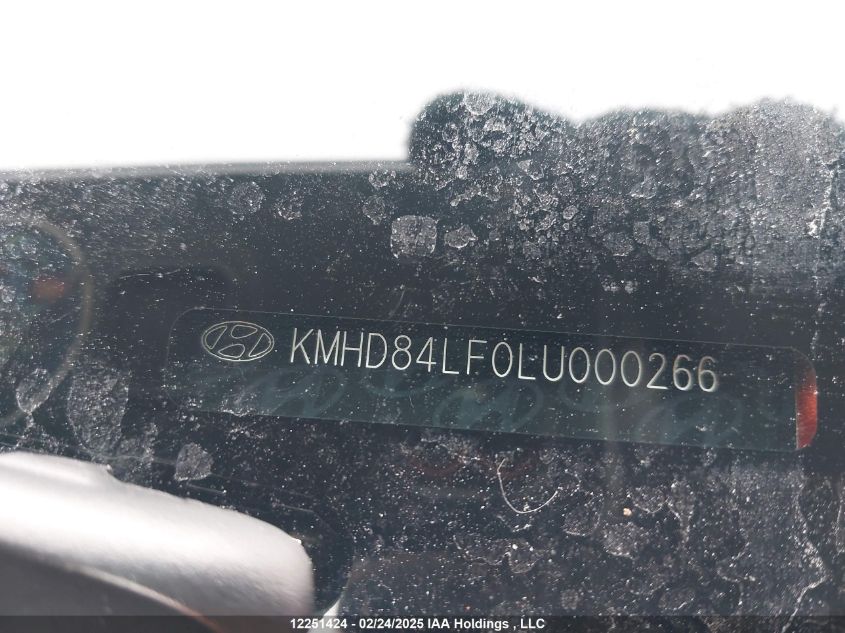 KMHD84LF0LU000266
12251424 - 02/24/2025 IAA Holdings , LLC